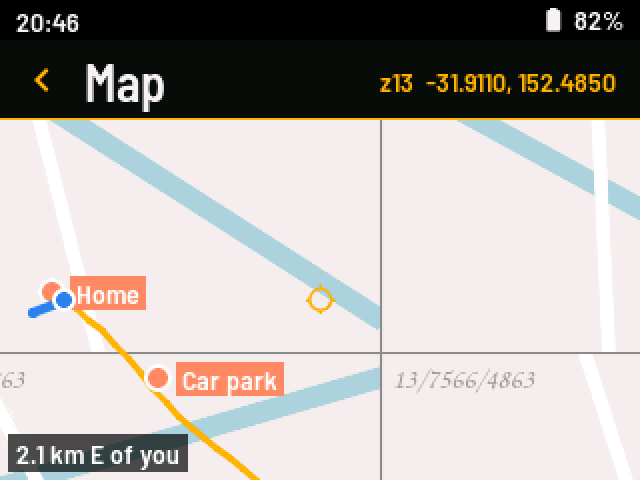 20:46 82%
Map z13 -31.9110, 152.4850
Home
63 13/7566/4863
Car park
2.1 km E of you